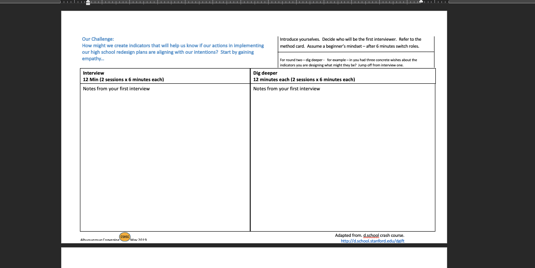 Our Challenge:
How might we create indicators that will help us know if our actions in implementing
our high school redesign plans are aligning with our Intentions?  Start by gaining
empathy…
Introduce yourselves.  Decide who will be the first interviewer.  Refer to the
method card.  Assume a beginner's mindset – after 6 minutes switch roles.
For round two – dig deeper -   for example – in you had three concrete wishes about the
indicators you are designing what might they be?  Jump off from interview one
Interview
12 Min (2 sessions x 6 minutes each)
Notes from your first interview
Dig deeper
12 minutes each (2 sessions x 6 minutes each)
Notes from your first interview
May 2013
Adapted from, d.school crash course.
http://d.school.stanford.edu/dgift